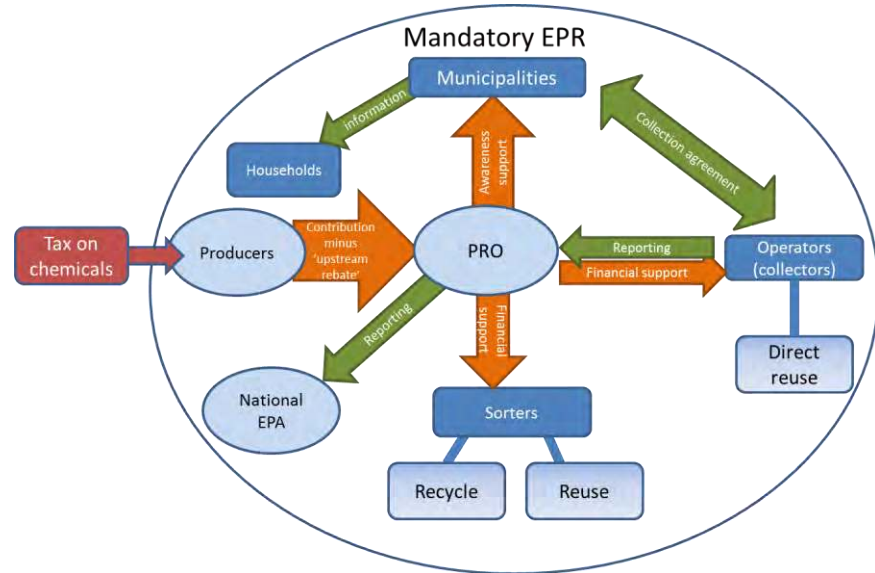 Mandatory EPR
Municipalities
information
Collection agreement
Households
Awareness
support
Tax on
chemicals
Producers
Contribution
minus
‘upstream
rebate’
PRO
Reporting
Financial support
Operators
(collectors)
Reporting
Financial
support
Direct
reuse
National
EPA
Sorters
Recycle
Reuse